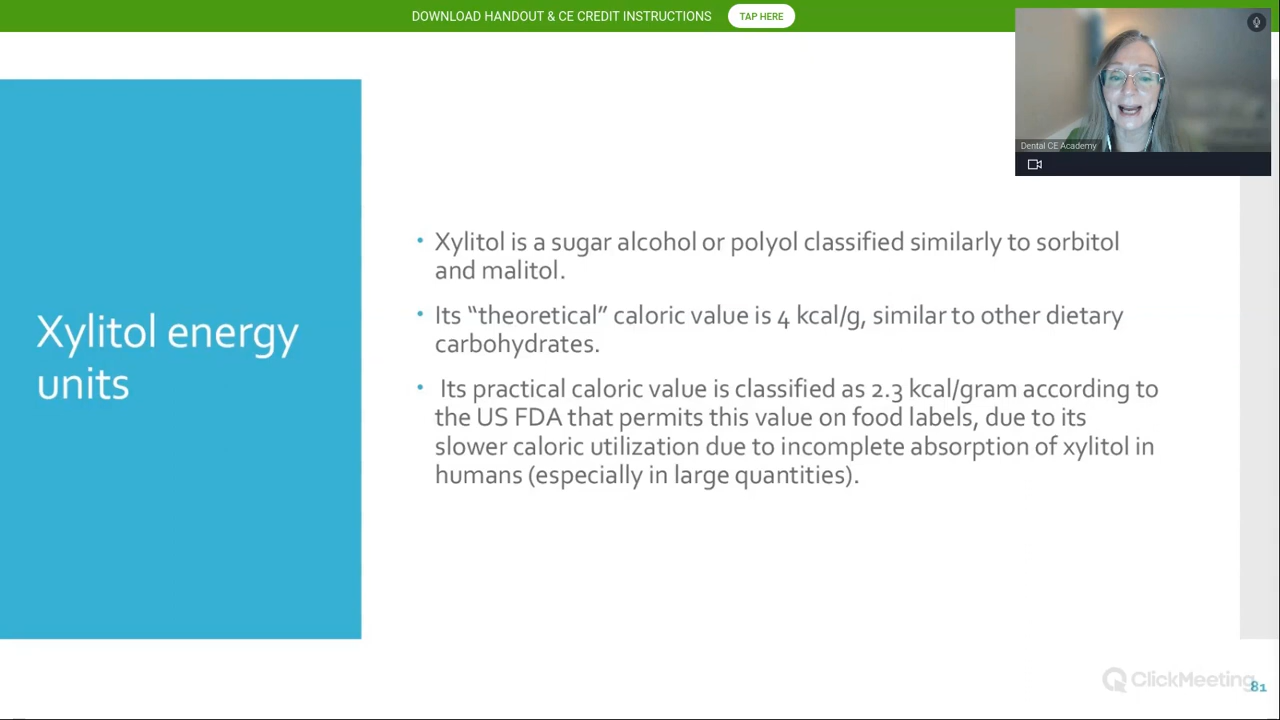 DOWNLOAD HANDOUT & CE CREDIT INSTRUCTIONS
TAP HERE
Dental CE Academy
Xylitol energy
units
• Xylitol is a sugar alcohol or polyol classified similarly to sorbitol
and malitol.
• Its “theoretical” caloric value is 4 kcal/g, similar to other dietary
carbohydrates.
• Its practical caloric value is classified as 2.3 kcal/gram according to
the US FDA that permits this value on food labels, due to its
slower caloric utilization due to incomplete absorption of xylitol in
humans (especially in large quantities).
ClickMeeting
81